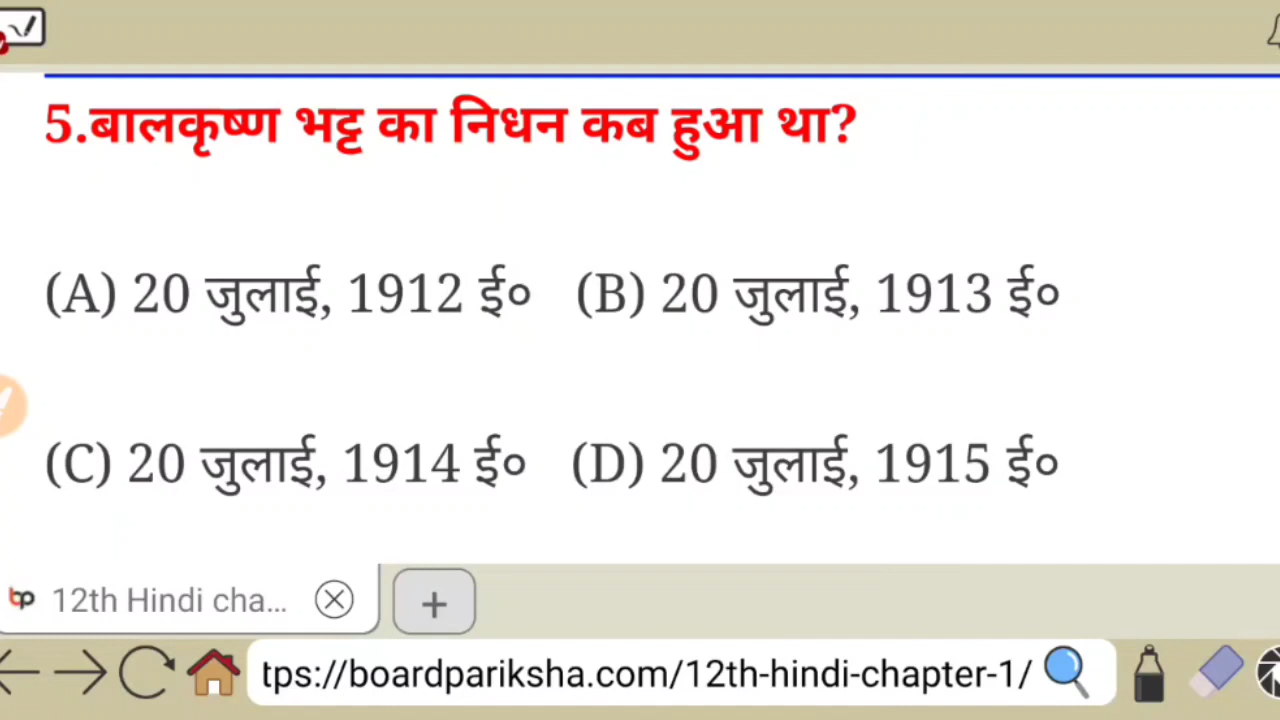 5.बालकृष्ण भट्ट का निधन कब हुआ था?
(A) 20 जुलाई, 1912 ई० (B) 20 जुलाई, 1913 ई०
(C) 20 जुलाई, 1914 ई० (D) 20 जुलाई, 1915 ई०
bp 12th Hindi cha...
tps://boardpariksha.com/12th-hindi-chapter-1/